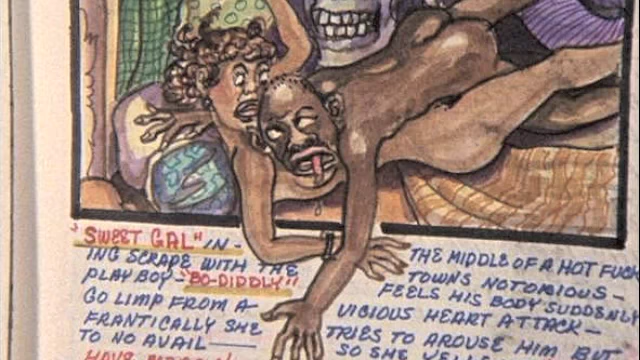 "SWEET GAL" IN - THE MIDDLE OF A HOT FUCK
ING SCRAPE WITH THE TOWNS NOTORIOUS -
PLAYBOY - "BO-DIDDLY" FEELS HIS BODY SUDDENLY
GO LIMP FROM A VICIOUS HEART ATTACK -
FRANTICALLY SHE TRIES TO AROUSE HIM BUT
TO NO AVAIL — SO SHE
HAVE